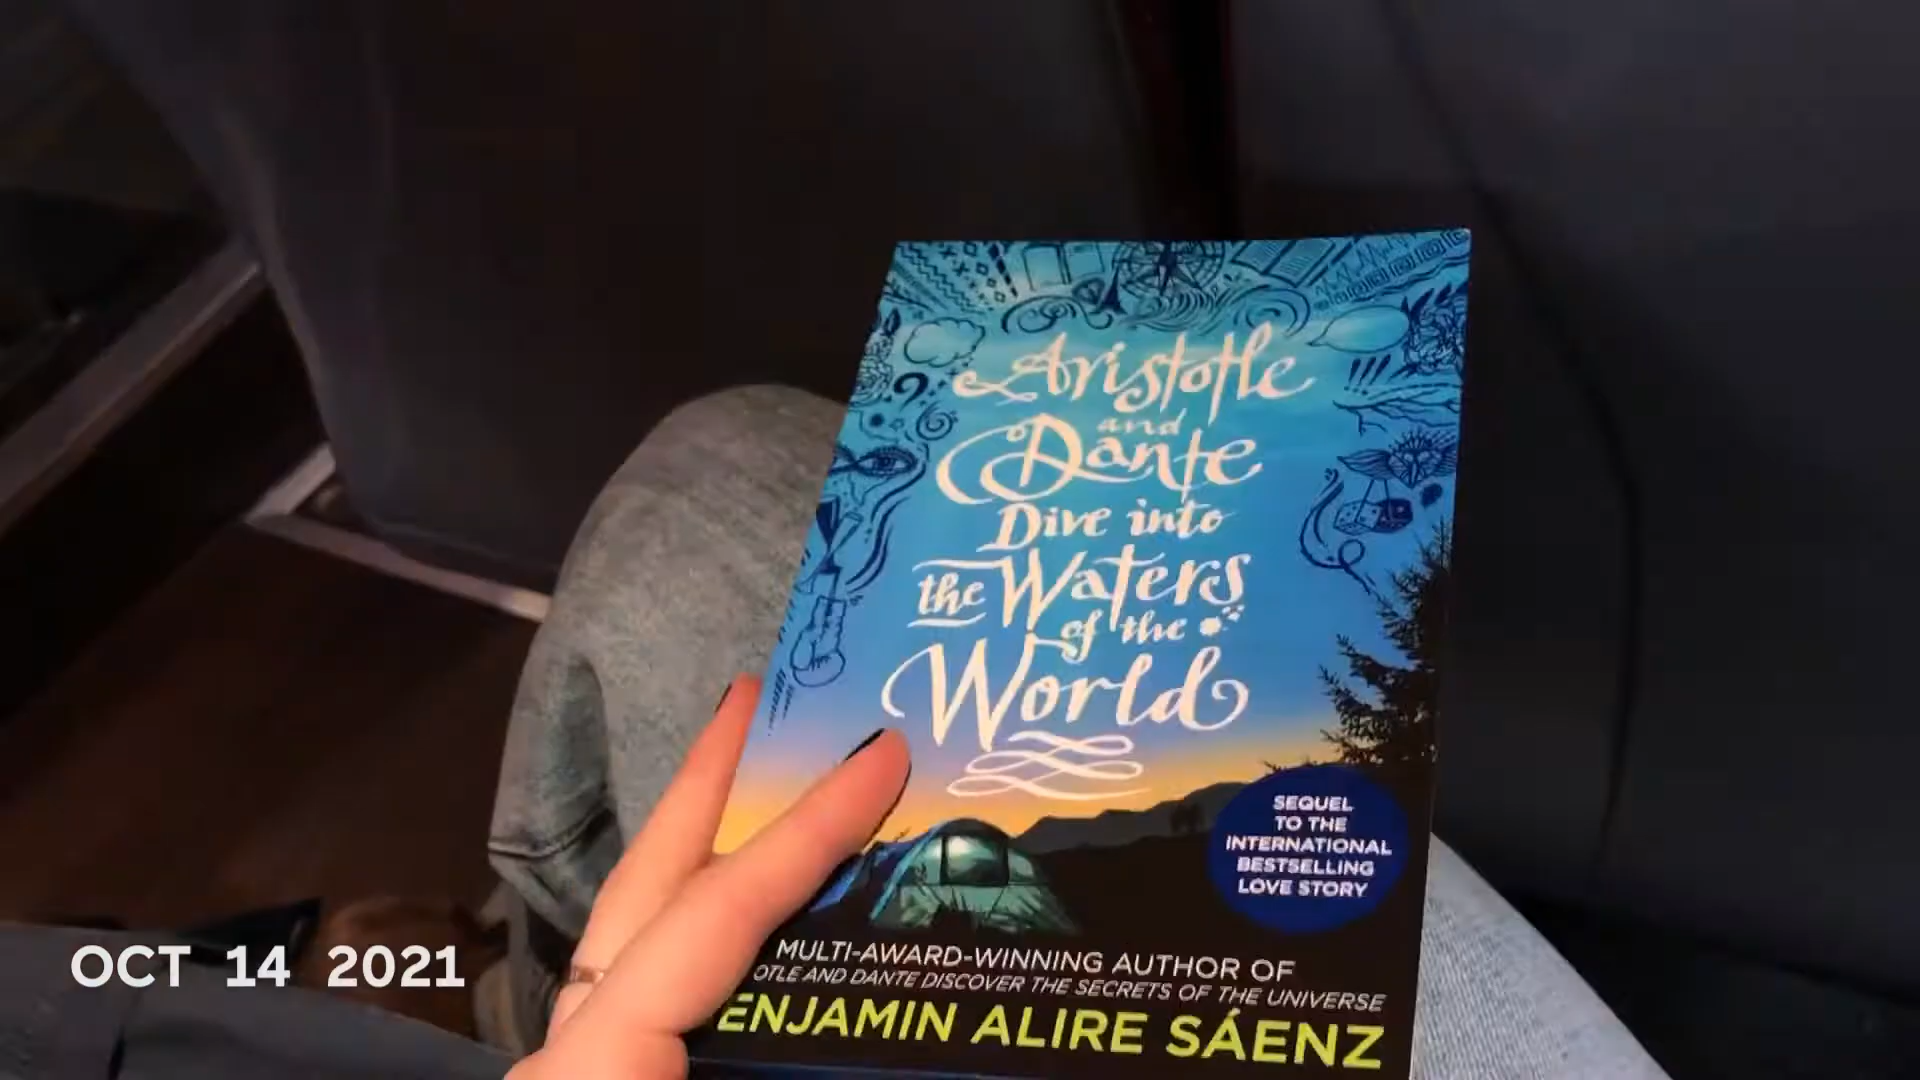 Aristotle
and
Dante
Dive into
the Waters
of the
World
SEQUEL
TO THE
INTERNATIONAL
BESTSELLING
LOVE STORY
MULTI-AWARD-WINNING AUTHOR OF
OTLE AND DANTE DISCOVER THE SECRETS OF THE UNIVERSE
ENJAMIN ALIRE SÁENZ
OCT 14 2021